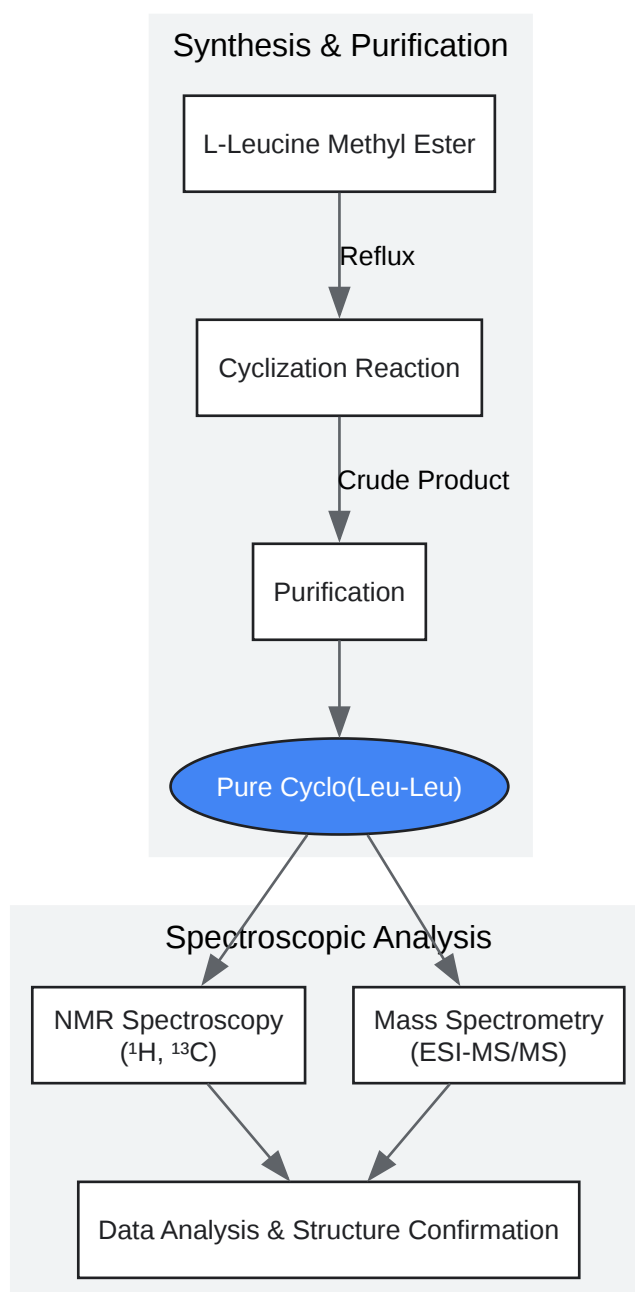 Synthesis & Purification
L-Leucine Methyl Ester
Reflux
Cyclization Reaction
Crude Product
Purification
Pure Cyclo(Leu-Leu)
Spectroscopic Analysis
NMR Spectroscopy
(¹H, ¹³C)
Mass Spectrometry
(ESI-MS/MS)
Data Analysis & Structure Confirmation